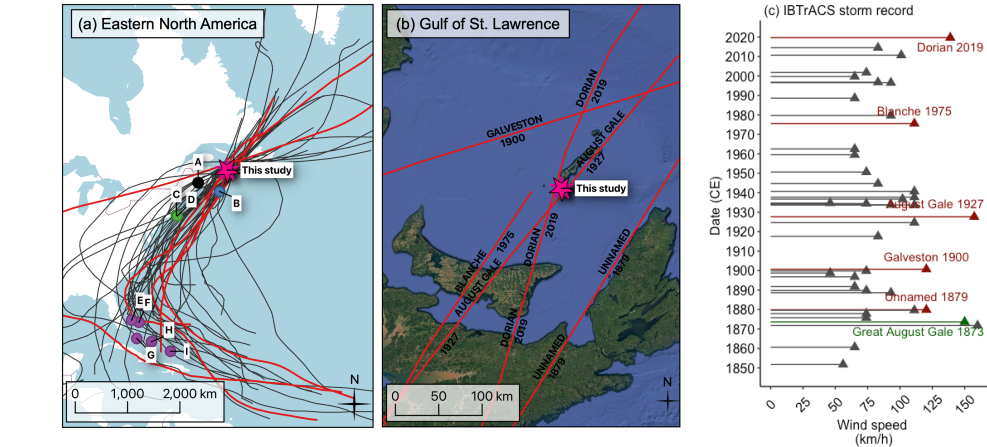 (a) Eastern North America
A
This study
C
D
B
E F
H
G
I
0 1,000 2,000 km
N
(b) Gulf of St. Lawrence
DORIAN
2019
GALVESTON
1900
AUGUST GALE
1927
This study
DORIAN
2019
BLANCHE 1975
AUGUST GALE
1927
UNNAMED
1879
DORIAN
2019
UNNAMED
1879
0 50 100 km
N
(c) IBTrACS storm record
Date (CE)
2020
2010
2000
1990
1980
1970
1960
1950
1940
1930
1920
1910
1900
1890
1880
1870
1860
1850
Dorian 2019
Blanche 1975
August Gale 1927
Galveston 1900
Unnamed 1879
Great August Gale 1873
0 25 50 75 100 125 150
Wind speed
(km/h)